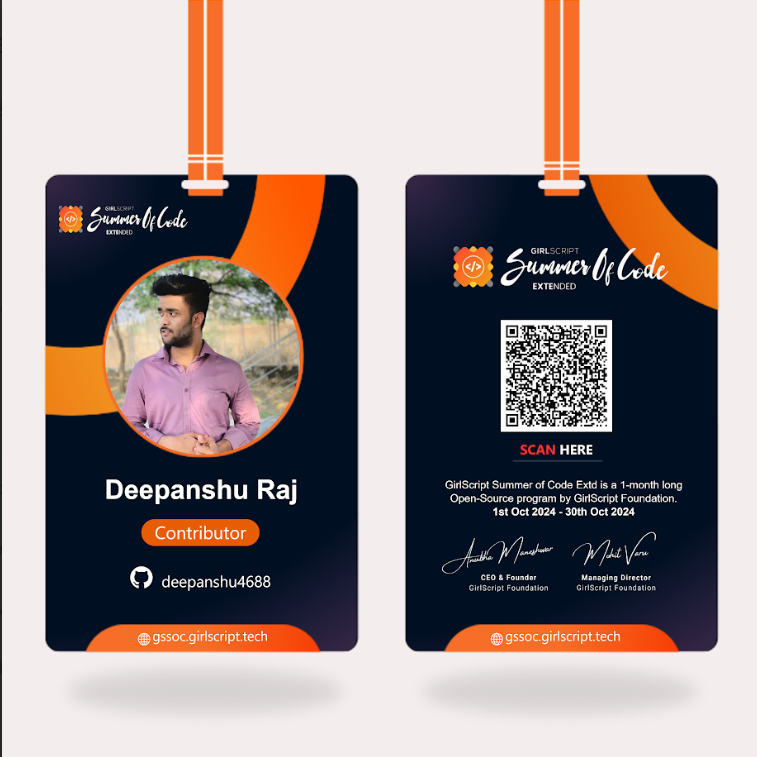 GIRLSCRIPT
Summer Of Code
EXTENDED
Deepanshu Raj
Contributor
deepanshu4688
gssoc.girlscript.tech
GIRLSCRIPT
</>
Summer Of Code
EXTENDED
SCAN HERE
GirlScript Summer of Code Extd is a 1-month long
Open-Source program by GirlScript Foundation.
1st Oct 2024 - 30th Oct 2024
Anubha Maneshwar Mohit Varu
CEO & Founder Managing Director
GirlScript Foundation GirlScript Foundation
gssoc.girlscript.tech